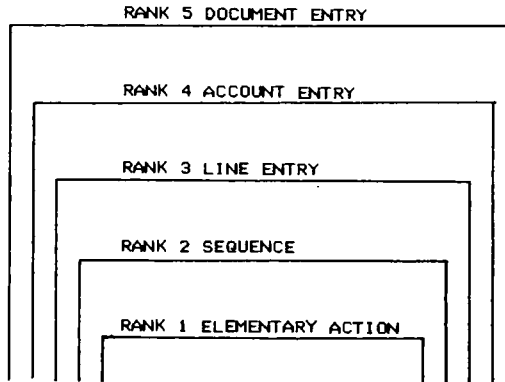 RANK 5 DOCUMENT ENTRY
RANK 4 ACCOUNT ENTRY
RANK 3 LINE ENTRY
RANK 2 SEQUENCE
RANK 1 ELEMENTARY ACTION